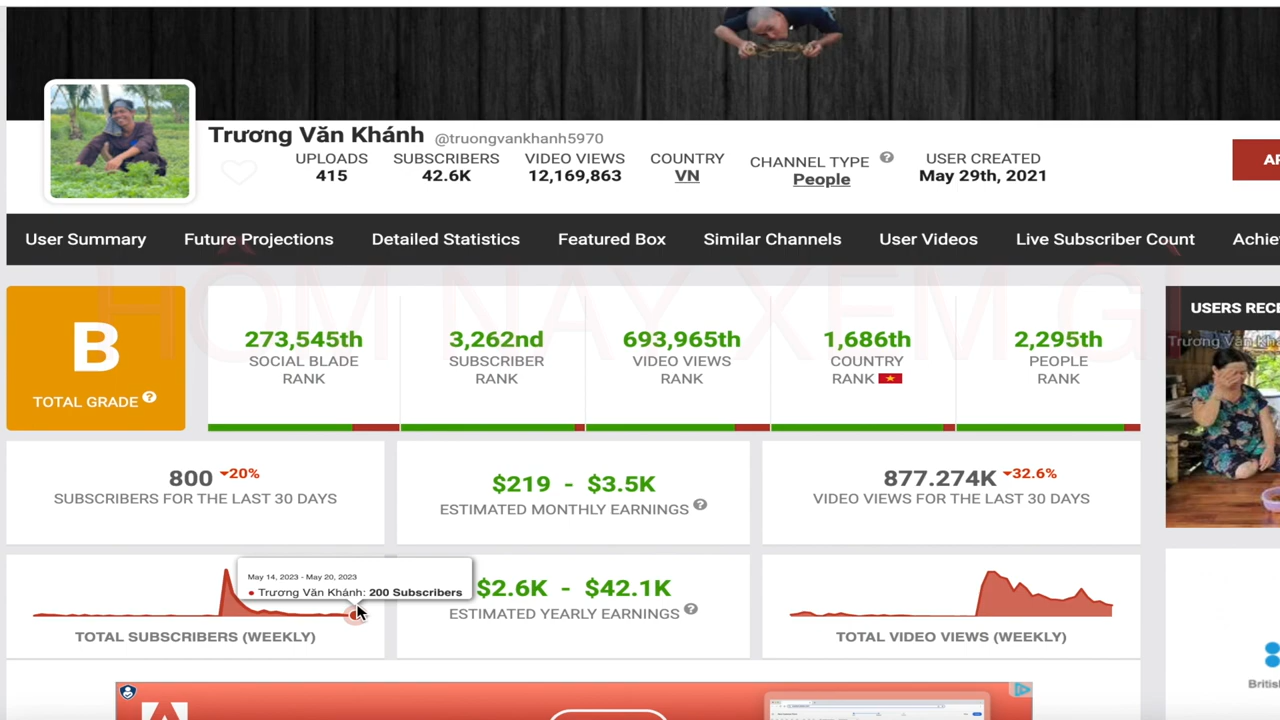 Trương Văn Khánh @truongvankhanh5970
UPLOADS
415
SUBSCRIBERS
42.6K
VIDEO VIEWS
12,169,863
COUNTRY
VN
CHANNEL TYPE ?
People
USER CREATED
May 29th, 2021
User Summary Future Projections Detailed Statistics Featured Box Similar Channels User Videos Live Subscriber Count
HÔM NAY XEM GÌ
B
TOTAL GRADE ?
273,545th
SOCIAL BLADE
RANK
3,262nd
SUBSCRIBER
RANK
693,965th
VIDEO VIEWS
RANK
1,686th
COUNTRY
RANK
2,295th
PEOPLE
RANK
USERS
Trương Văn
800 20%
SUBSCRIBERS FOR THE LAST 30 DAYS
$219 - $3.5K
ESTIMATED MONTHLY EARNINGS ?
877.274K 32.6%
VIDEO VIEWS FOR THE LAST 30 DAYS
May 14, 2023 - May 20, 2023
Trương Văn Khánh: 200 Subscribers
TOTAL SUBSCRIBERS (WEEKLY)
$2.6K - $42.1K
ESTIMATED YEARLY EARNINGS ?
TOTAL VIDEO VIEWS (WEEKLY)